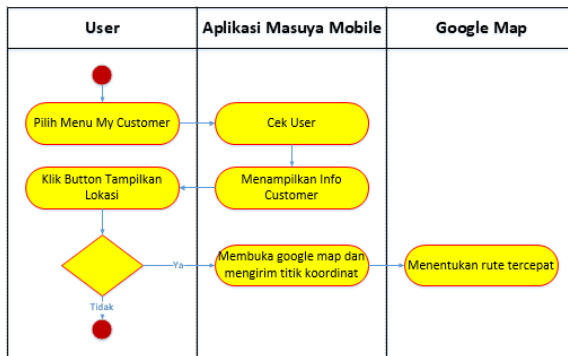 User
Aplikasi Masuya Mobile
Google Map
Pilih Menu My Customer
Cek User
Klik Button Tampilkan
Lokasi
Menampilkan Info
Customer
Ya
Membuka google map dan
mengirim titik koordinat
Menentukan rute tercepat
Tidak